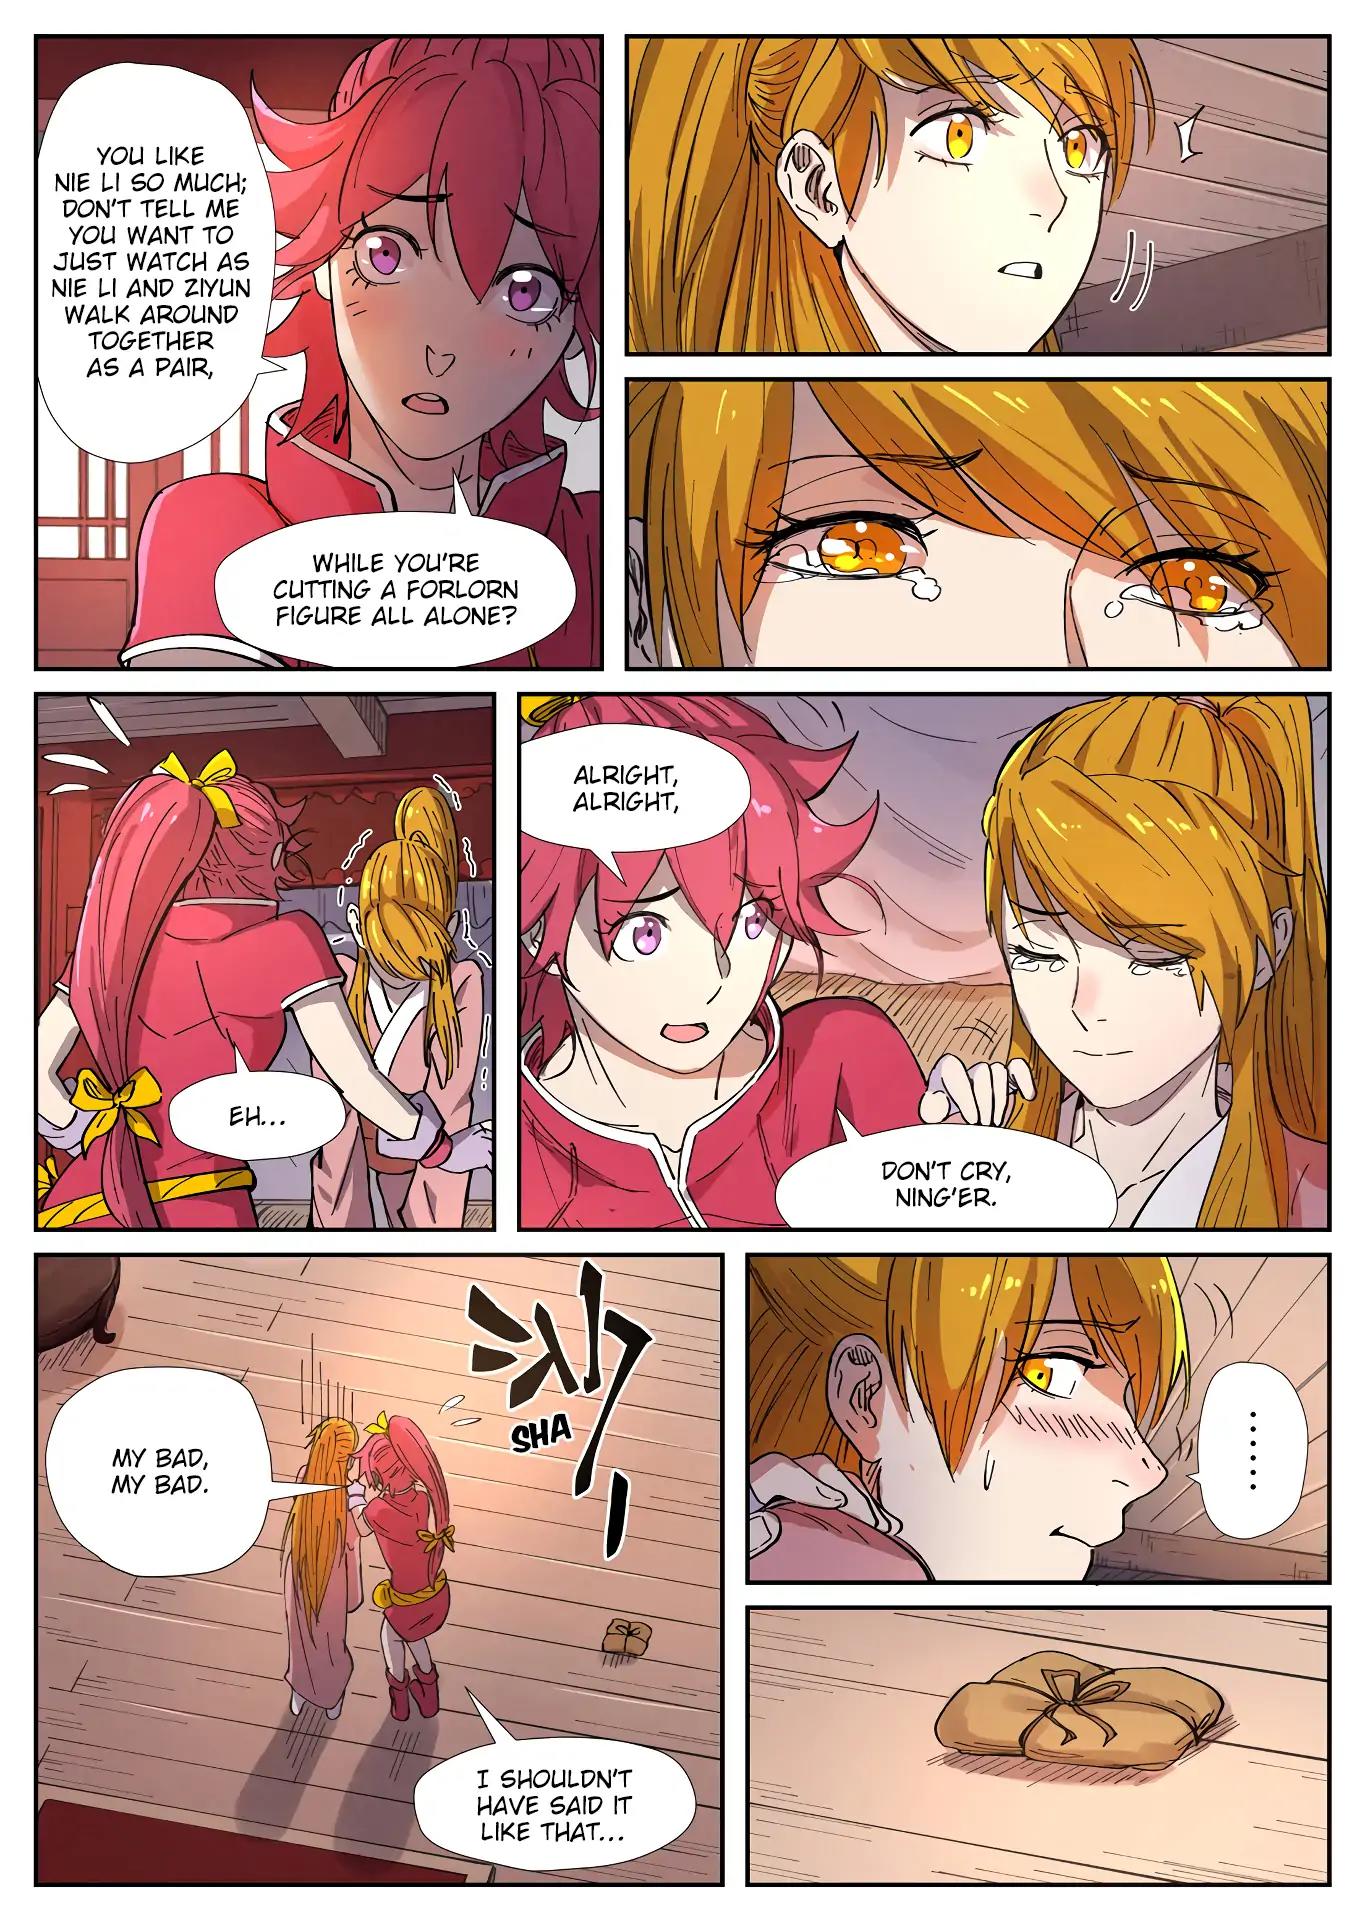 YOU LIKE
NIE LI SO MUCH;
DON'T TELL ME
YOU WANT TO
JUST WATCH AS
NIE LI AND ZIYUN
WALK AROUND
TOGETHER
AS A PAIR,
WHILE YOU'RE
CUTTING A FORLORN
FIGURE ALL ALONE?
EH...
ALRIGHT,
ALRIGHT,
DON'T CRY,
NING'ER.
MY BAD,
MY BAD.
SHA
I SHOULDN'T
HAVE SAID IT
LIKE THAT...
......